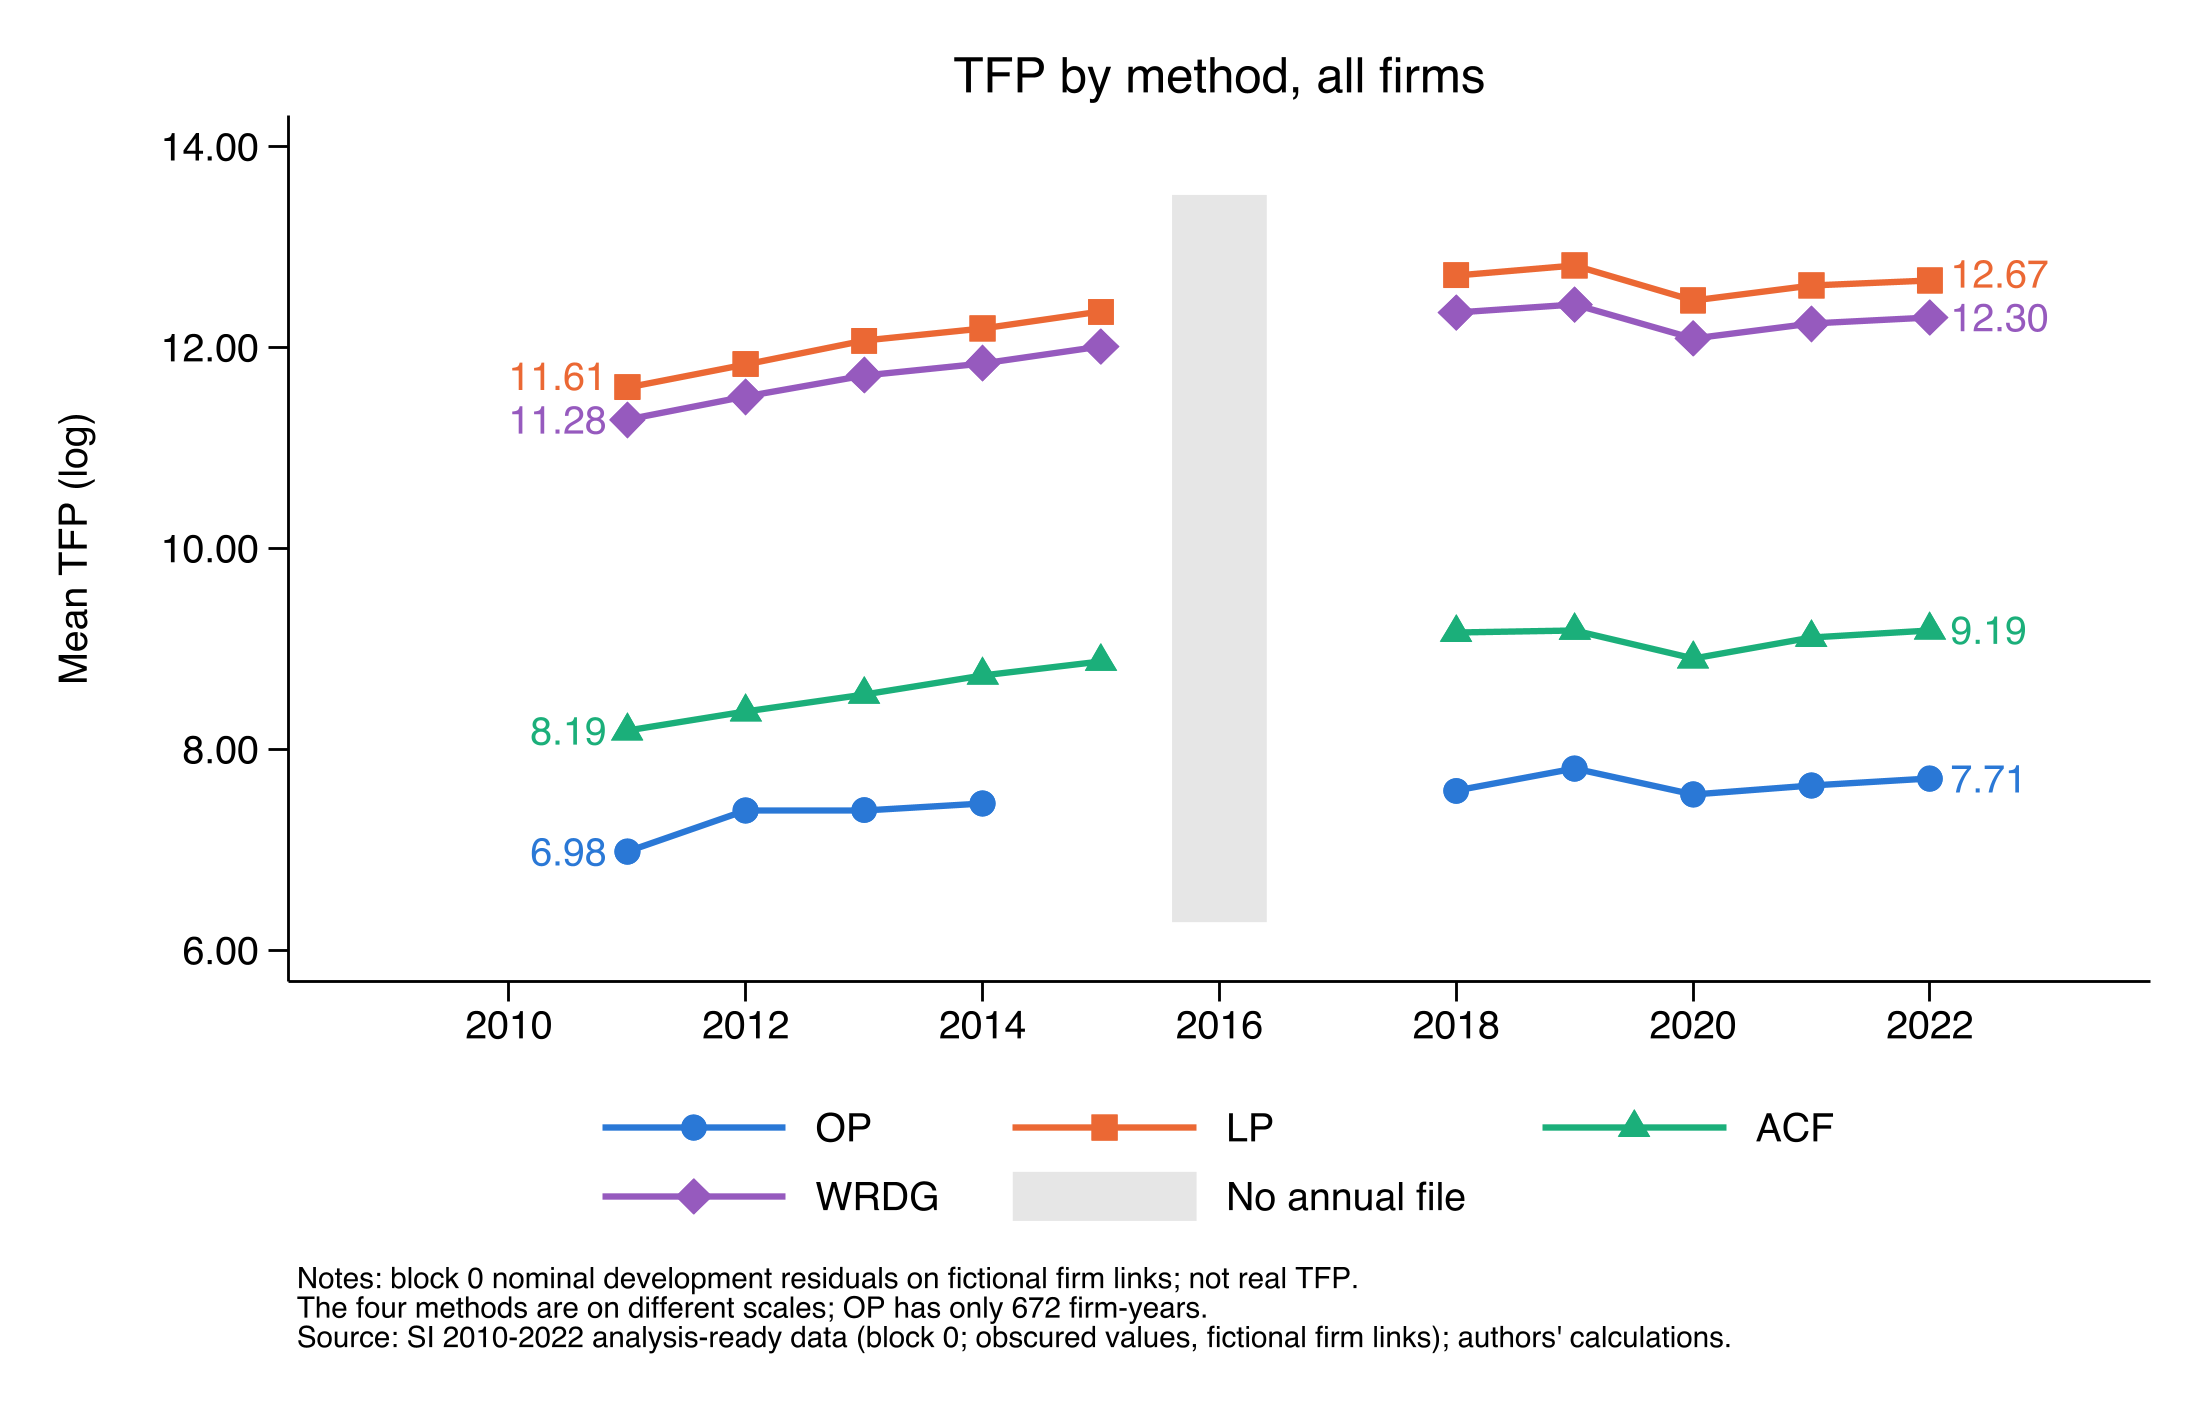 TFP by method, all firms
Mean TFP (log)
14.00
12.00
10.00
8.00
6.00
11.61
11.28
8.19
6.98
12.67
12.30
9.19
7.71
2010 2012 2014 2016 2018 2020 2022
OP LP ACF
WRDG No annual file
Notes: block 0 nominal development residuals on fictional firm links; not real TFP.
The four methods are on different scales; OP has only 672 firm-years.
Source: SI 2010-2022 analysis-ready data (block 0; obscured values, fictional firm links); authors' calculations.